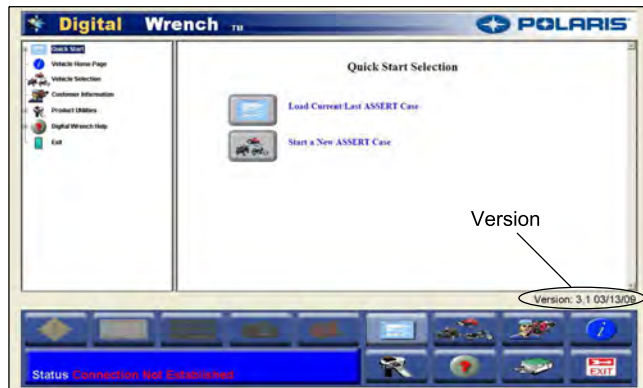 Digital Wrench TM
POLARIS
Quick Start
Vehicle Home Page
Vehicle Selection
Customer Information
Product Utilities
Digital Wrench Help
Exit
Quick Start Selection
Load Current/Last ASSERT Case
Start a New ASSERT Case
Version
Version: 3.1 03/13/09
Status Connection Not Established
EXIT